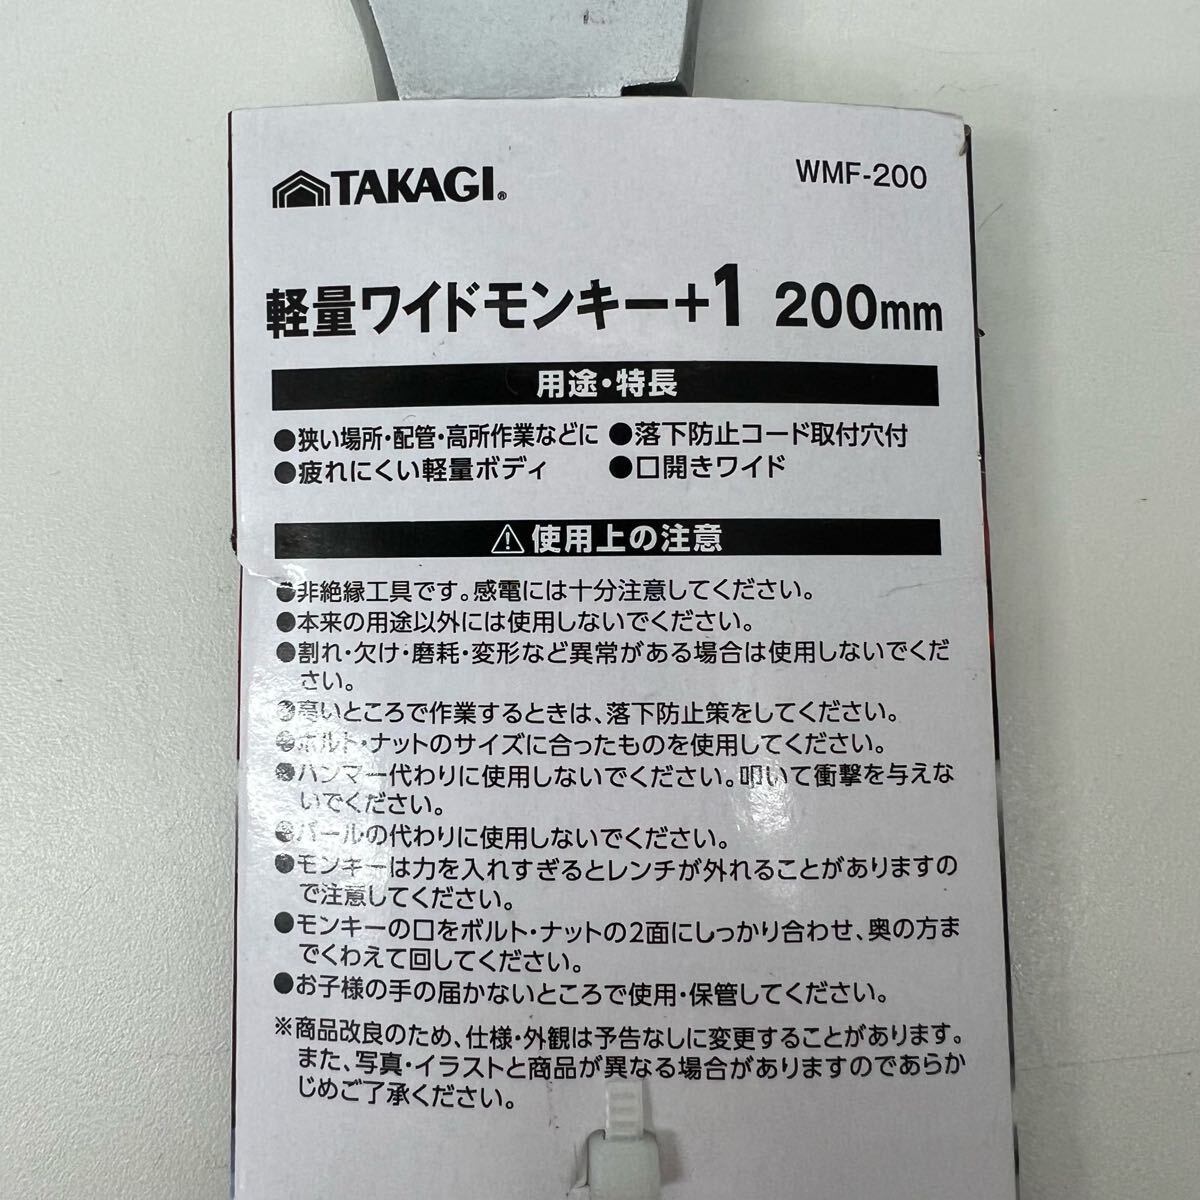 TAKAGI®
WMF-200
軽量ワイドモンキー+1 200mm
用途・特長
●狭い場所・配管・高所作業などに ●落下防止コード取付穴付
●疲れにくい軽量ボディ ●口開きワイド
⚠使用上の注意
●非絶縁工具です。感電には十分注意してください。
●本来の用途以外には使用しないでください。
●割れ・欠け・磨耗・変形など異常がある場合は使用しないでくだ
さい。
●高いところで作業するときは、落下防止策をしてください。
●ボルト・ナットのサイズに合ったものを使用してください。
●ハンマー代わりに使用しないでください。叩いて衝撃を与えな
いでください。
●バールの代わりに使用しないでください。
●モンキーは力を入れすぎるとレンチが外れることがありますの
で注意してください。
●モンキーの口をボルト・ナットの2面にしっかり合わせ、奥の方ま
でくわえて回してください。
●お子様の手の届かないところで使用・保管してください。
※商品改良のため、仕様・外観は予告なしに変更することがあります。
また、写真・イラストと商品が異なる場合がありますのであらか
じめご了承ください。